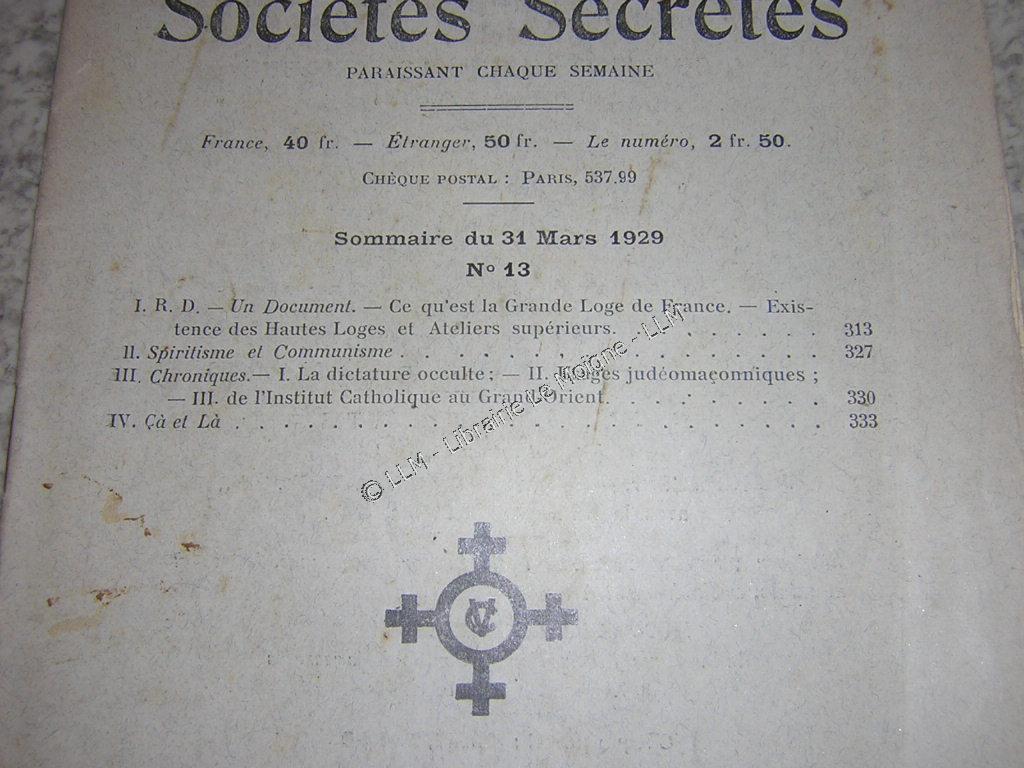 Sociétés Secrètes
PARAISSANT CHAQUE SEMAINE
France, 40 fr. — Étranger, 50 fr. — Le numéro, 2 fr. 50.
CHÈQUE POSTAL : PARIS, 537.99
Sommaire du 31 Mars 1929
No 13
I. R. D. — Un Document. — Ce qu'est la Grande Loge de France. — Exis-
tence des Hautes Loges et Ateliers supérieurs. . . . . . . . . 313
II. Spiritisme et Communisme . . . . . . . . . . . . . . . . 327
III. Chroniques.— I. La dictature occulte ; — II. Eloges judéomaçonniques ;
— III. de l'Institut Catholique au Grand-Orient. . . . . . . . . 330
IV. Çà et Là . . . . . . . . . . . . . . . . . . . . . . . 333
© LLM - Librairie Le Moigne - LLM